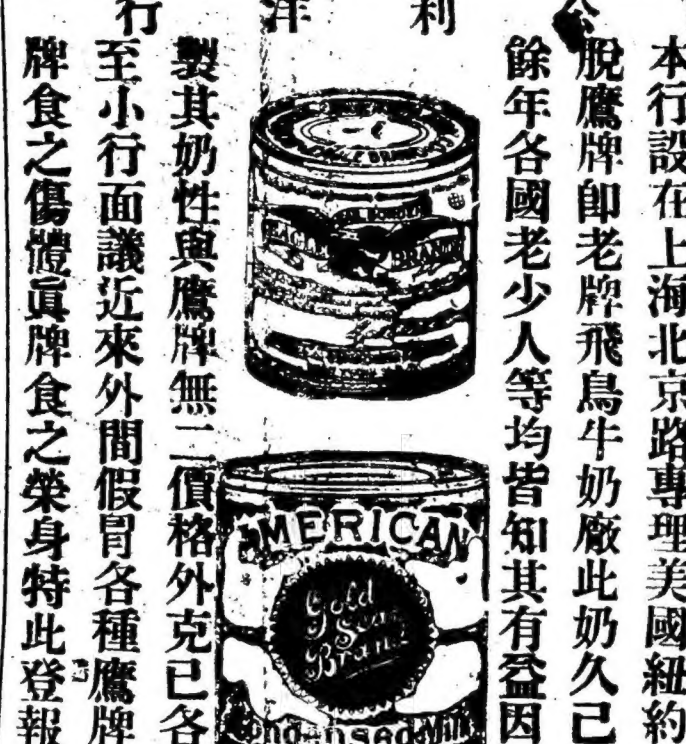 公利洋行
本行設在上海北京路專理美國紐約
脫鷹牌卽老牌飛鳥牛奶廠此奶久已
餘年各國老少人等均皆知其有益因
EAGLE BRAND
AMERICAN
Gold
Seal
Brand
Condensed Milk
製其奶性與鷹牌無二價格外克已各
至小行面議近來外間假冒各種鷹牌
牌食之傷體眞牌食之榮身特此登報